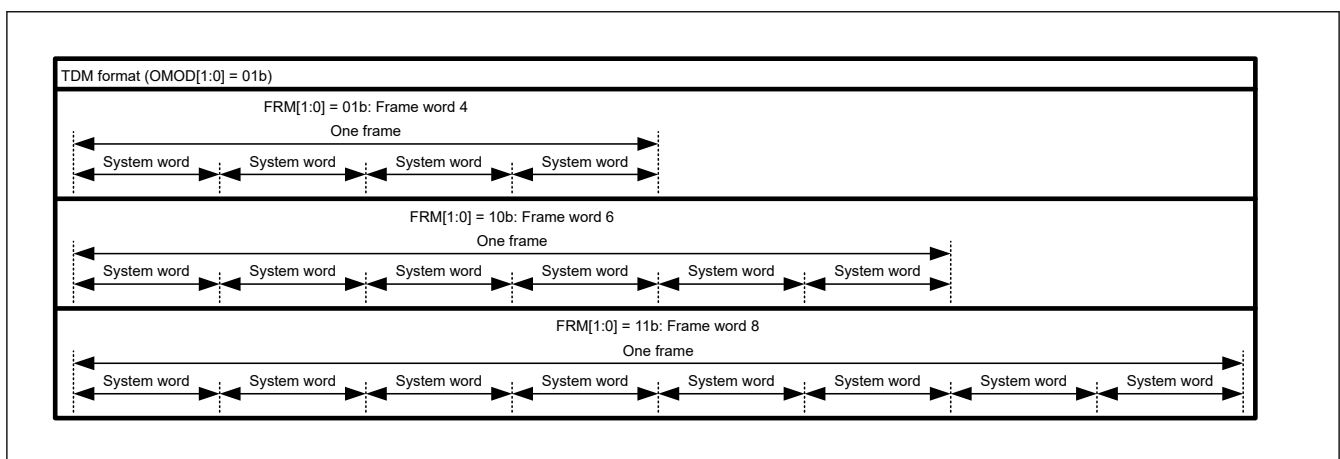 TDM format (OMOD[1:0] = 01b)
FRM[1:0] = 01b: Frame word 4
One frame
System word System word System word System word
FRM[1:0] = 10b: Frame word 6
One frame
System word System word System word System word System word System word
FRM[1:0] = 11b: Frame word 8
One frame
System word System word System word System word System word System word System word System word